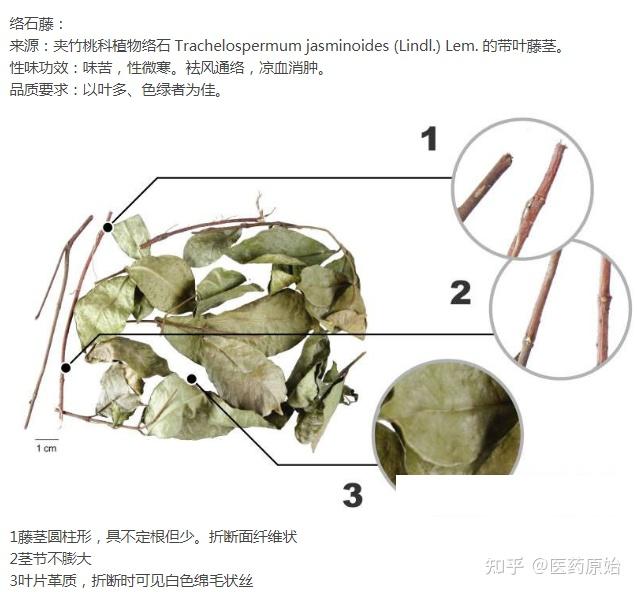 络石藤：
来源：夹竹桃科植物络石 Trachelospermum jasminoides (Lindl.) Lem. 的带叶藤茎。
性味功效：味苦，性微寒。祛风通络，凉血消肿。
品质要求：以叶多、色绿者为佳。
1
2
3
1 cm
1藤茎圆柱形，具不定根但少。折断面纤维状
2茎节不膨大
3叶片革质，折断时可见白色绵毛状丝
知乎 @医药原始